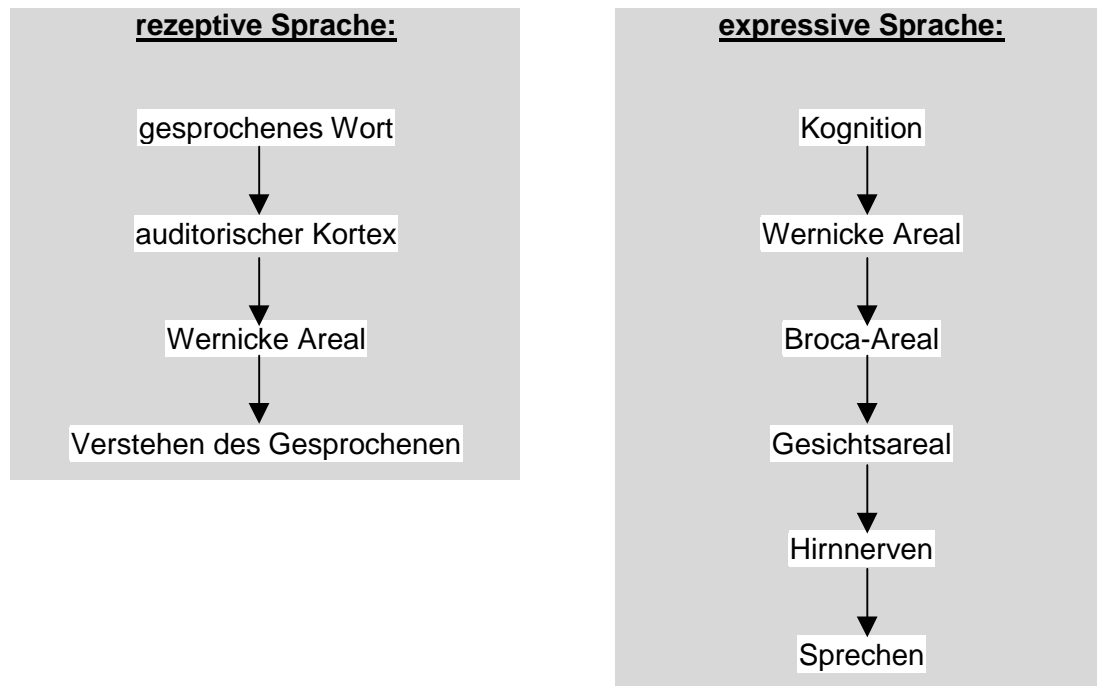 rezeptive Sprache:
gesprochenes Wort
auditorischer Kortex
Wernicke Areal
Verstehen des Gesprochenen
expressive Sprache:
Kognition
Wernicke Areal
Broca-Areal
Gesichtsareal
Hirnnerven
Sprechen